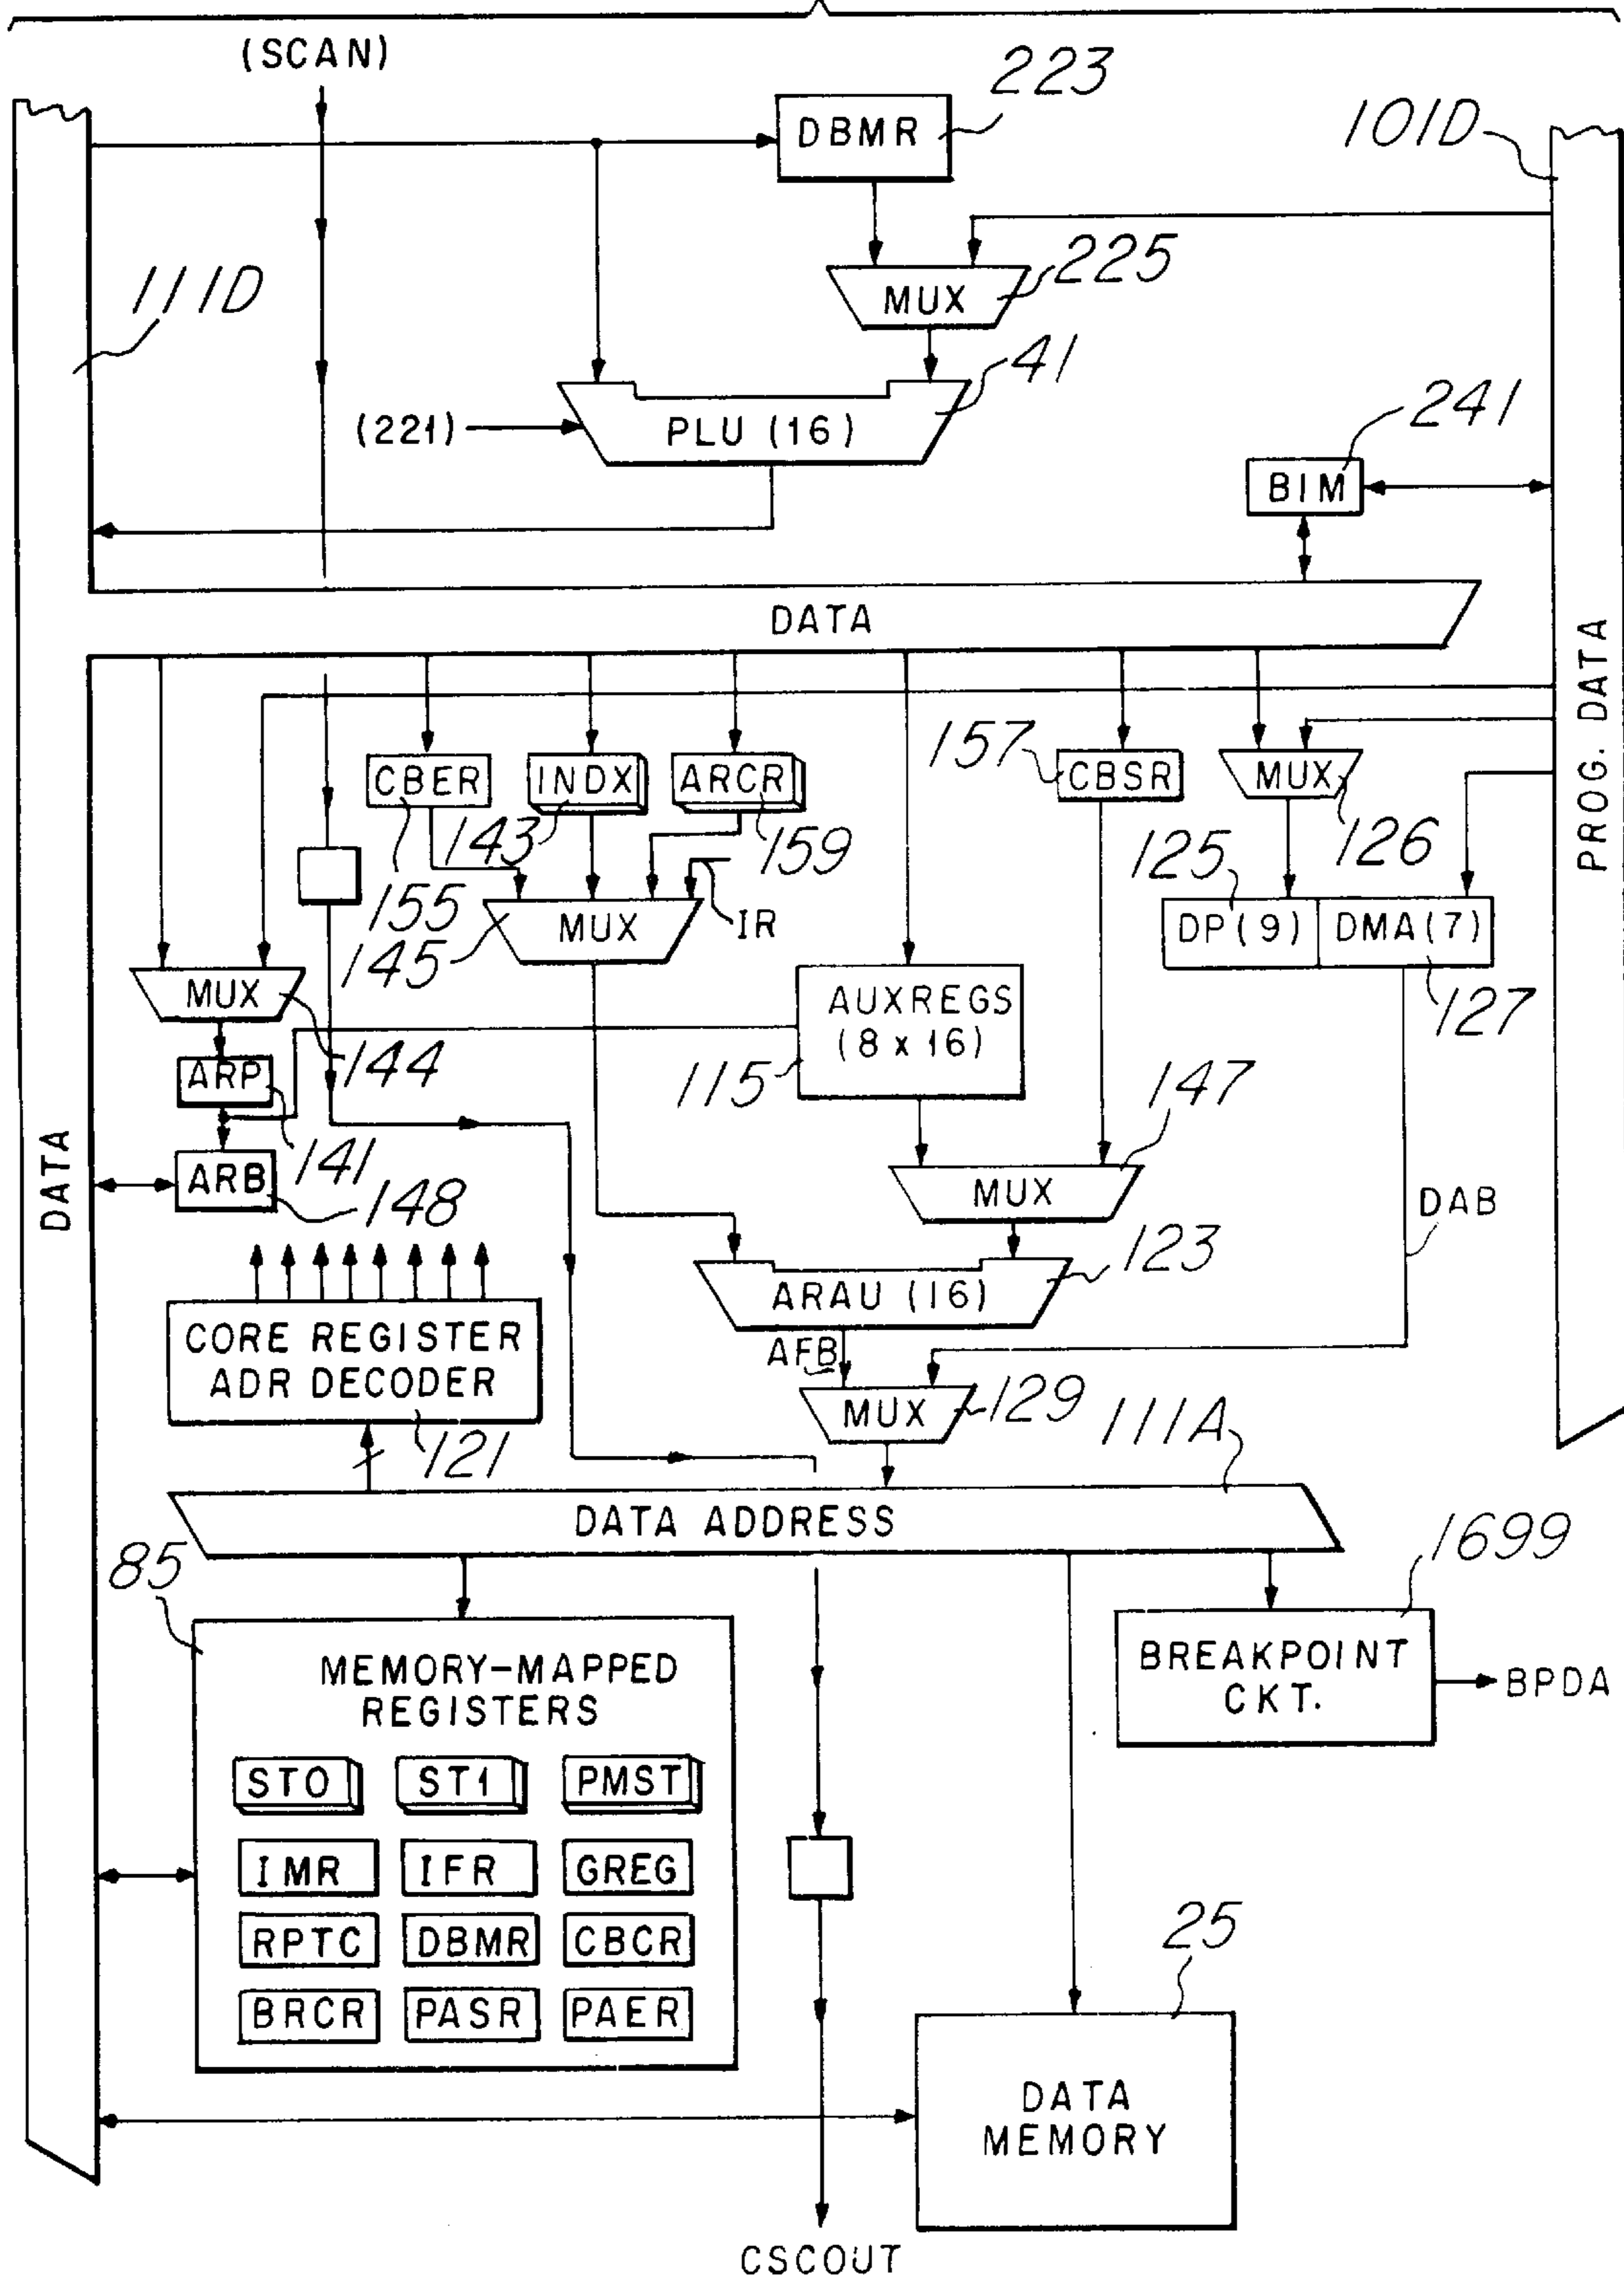 (SCAN)
223
DBMR
101D
225
MUX
111D
41
(221)
PLU (16)
241
BIM
DATA
PROG. DATA
CBER
INDX
ARCR
157
CBSR
MUX
143
159
126
125
155
MUX
IR
DP(9)
DMA(7)
145
127
MUX
AUXREGS
(8 x 16)
144
ARP
115
147
141
ARB
MUX
148
DAB
DATA
123
ARAU (16)
CORE REGISTER
ADR DECODER
AFB
MUX
129
121
111A
DATA ADDRESS
85
1699
MEMORY-MAPPED
REGISTERS
BREAKPOINT
CKT.
BPDA
ST0
ST1
PMST
IMR
IFR
GREG
RPTC
DBMR
CBCR
25
BRCR
PASR
PAER
DATA
MEMORY
CSCOUT